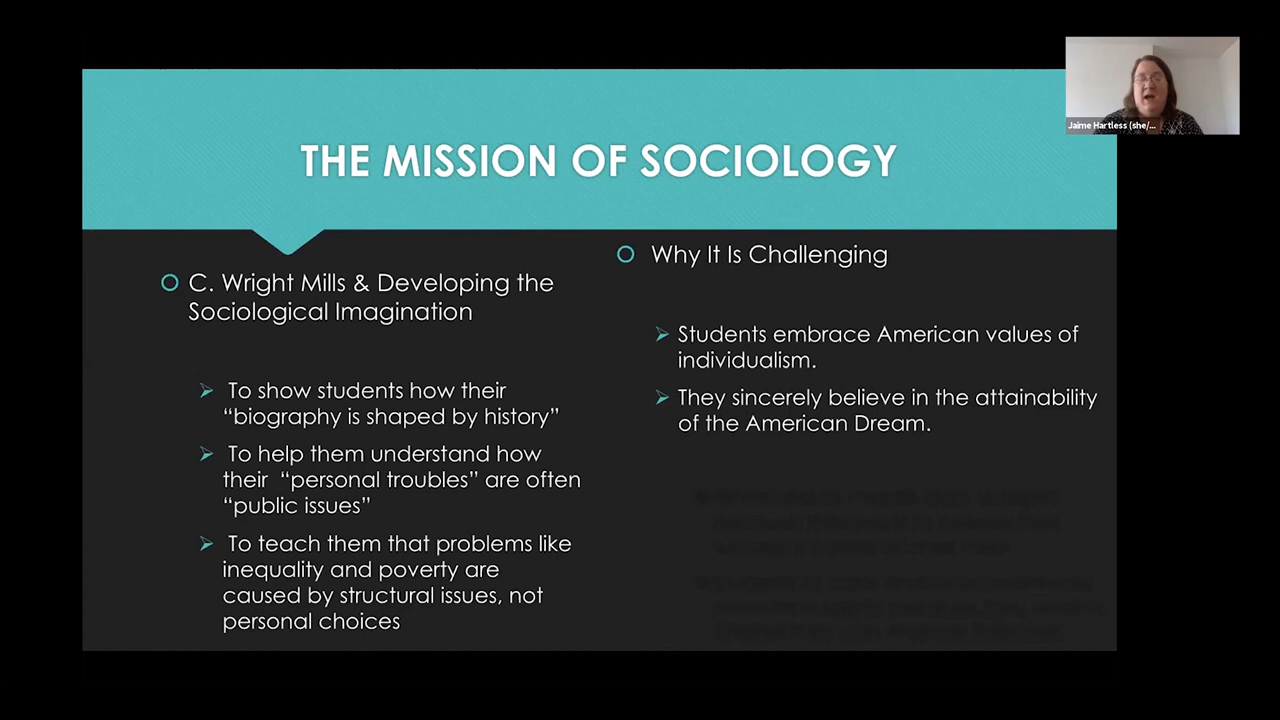 THE MISSION OF SOCIOLOGY
Jaime Hartless (she/...
C. Wright Mills & Developing the
Sociological Imagination
To show students how their
“biography is shaped by history”
To help them understand how
their “personal troubles” are often
“public issues”
To teach them that problems like
inequality and poverty are
caused by structural issues, not
personal choices
Why It Is Challenging
Students embrace American values of
individualism.
They sincerely believe in the attainability
of the American Dream.